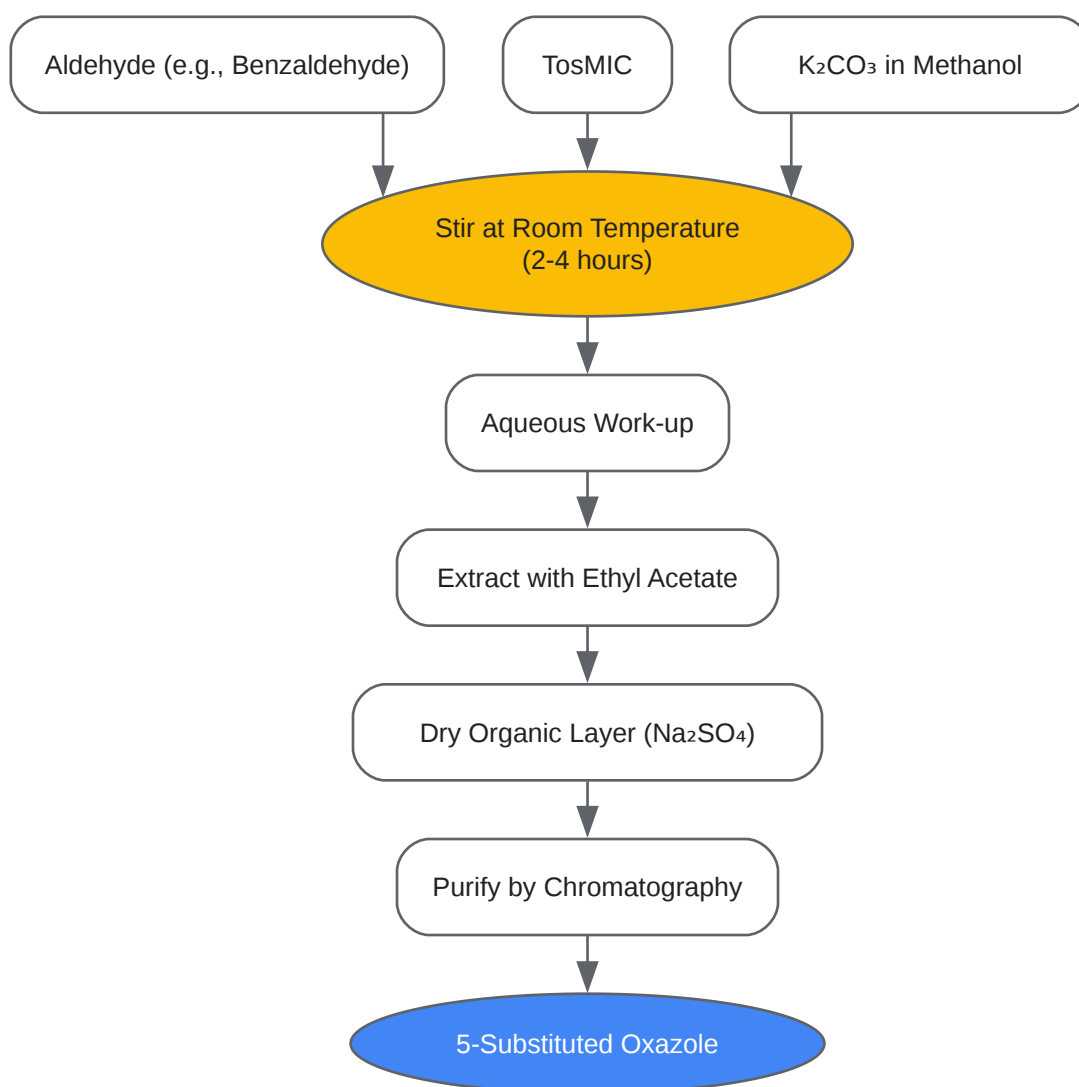 Aldehyde (e.g., Benzaldehyde)
TosMIC
K₂CO₃ in Methanol
Stir at Room Temperature
(2-4 hours)
Aqueous Work-up
Extract with Ethyl Acetate
Dry Organic Layer (Na₂SO₄)
Purify by Chromatography
5-Substituted Oxazole